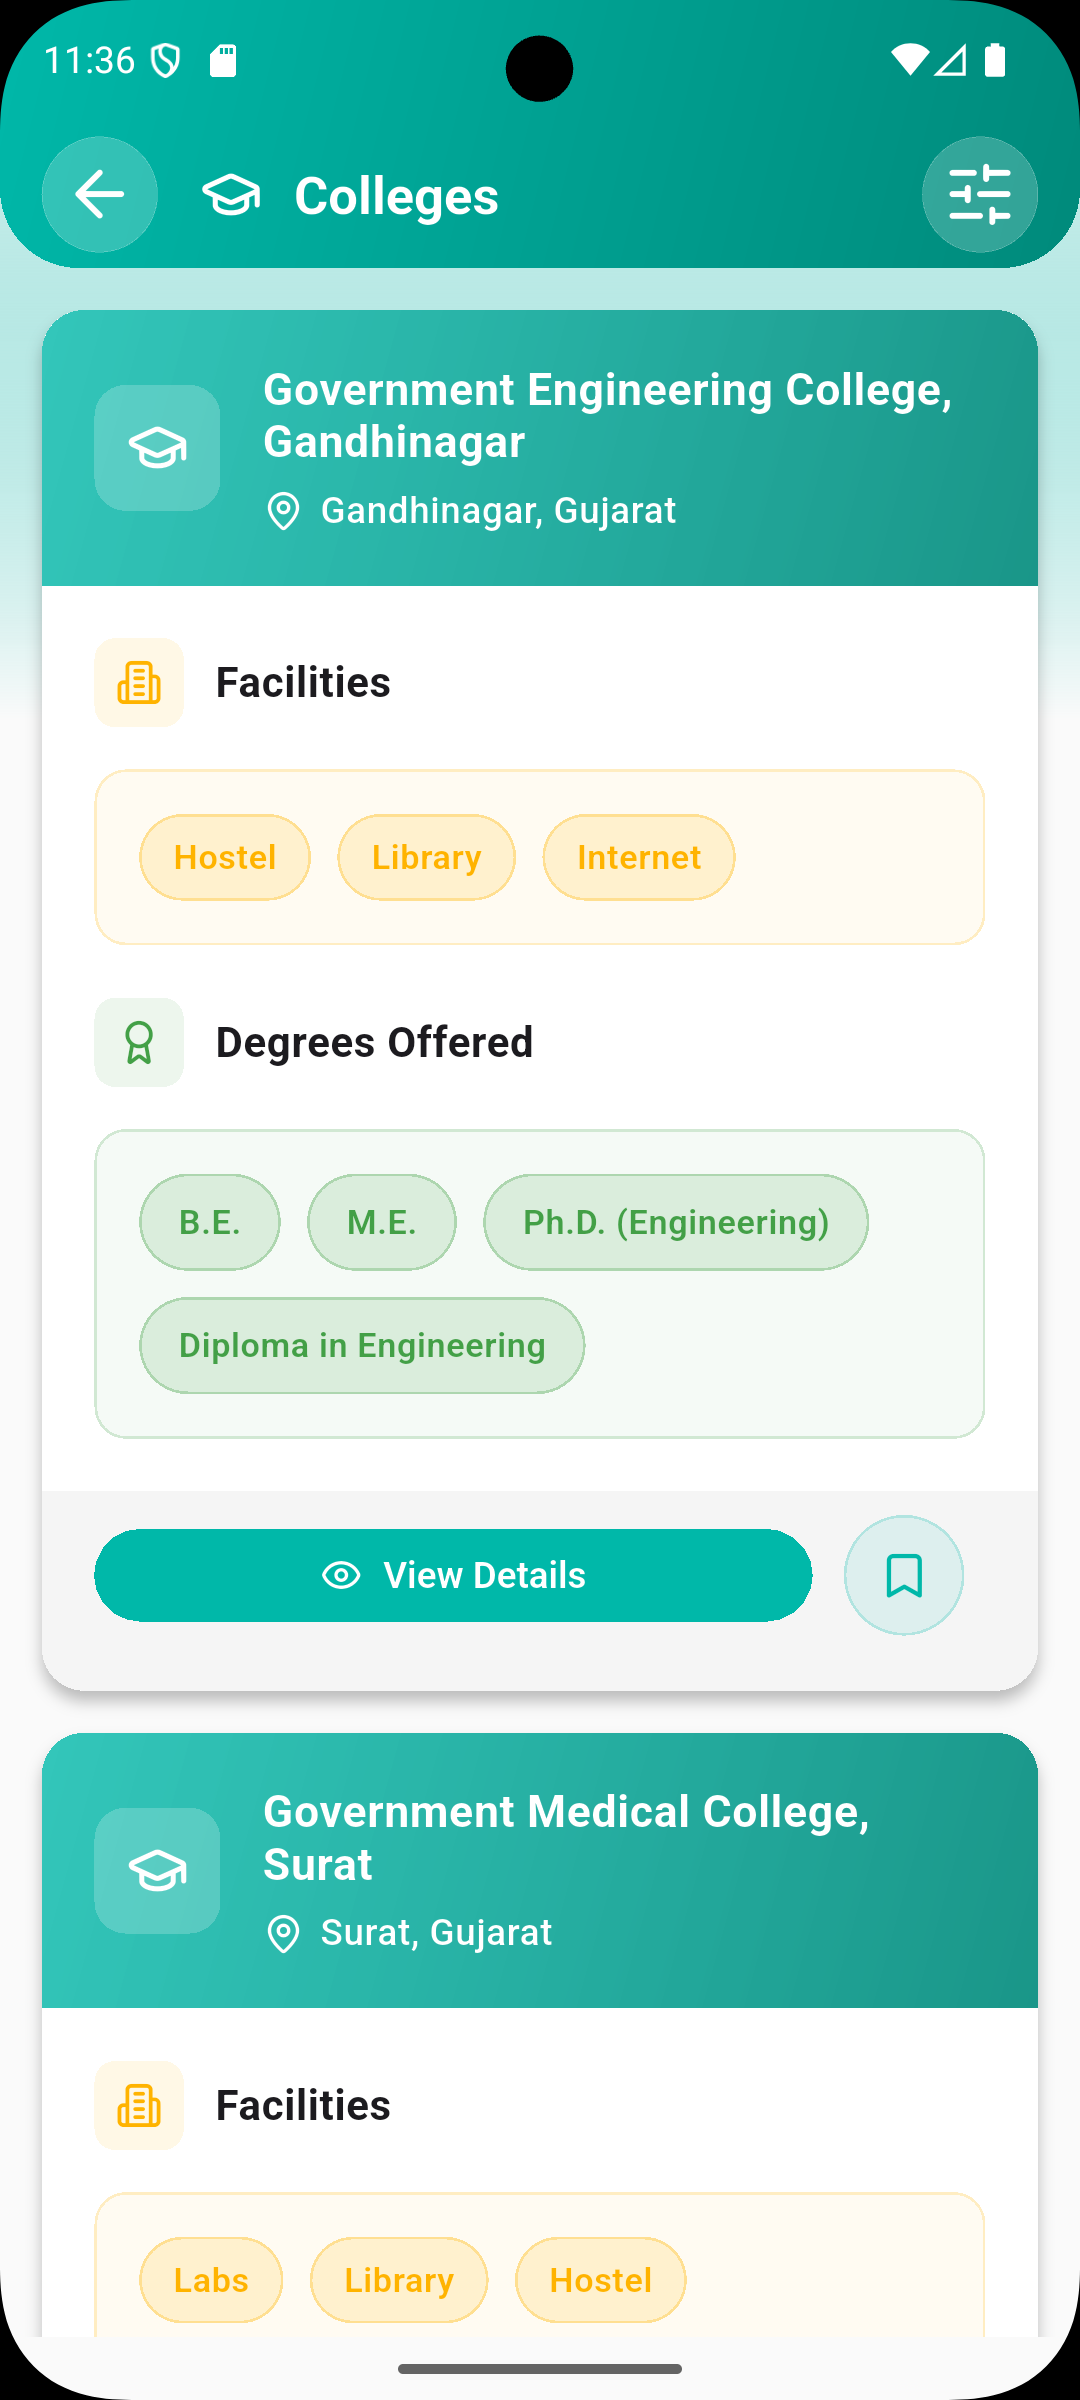 11:36
Colleges
Government Engineering College,
Gandhinagar
Gandhinagar, Gujarat
Facilities
Hostel Library Internet
Degrees Offered
B.E. M.E. Ph.D. (Engineering)
Diploma in Engineering
View Details
Government Medical College,
Surat
Surat, Gujarat
Facilities
Labs Library Hostel